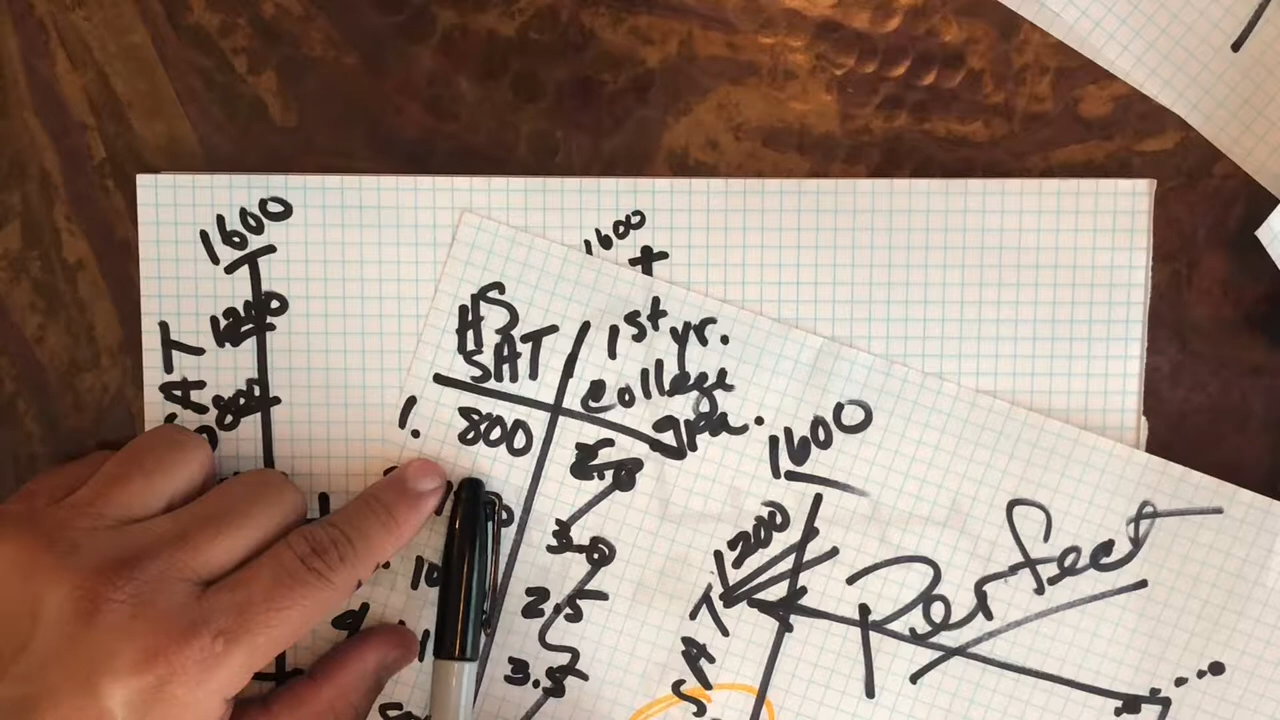 1600
1200
800
SAT
1600
HS
SAT
1st yr.
college
gpa.
1. 800
2.0
3.0
2.5
3.5
1600
1200
SAT
Perfect